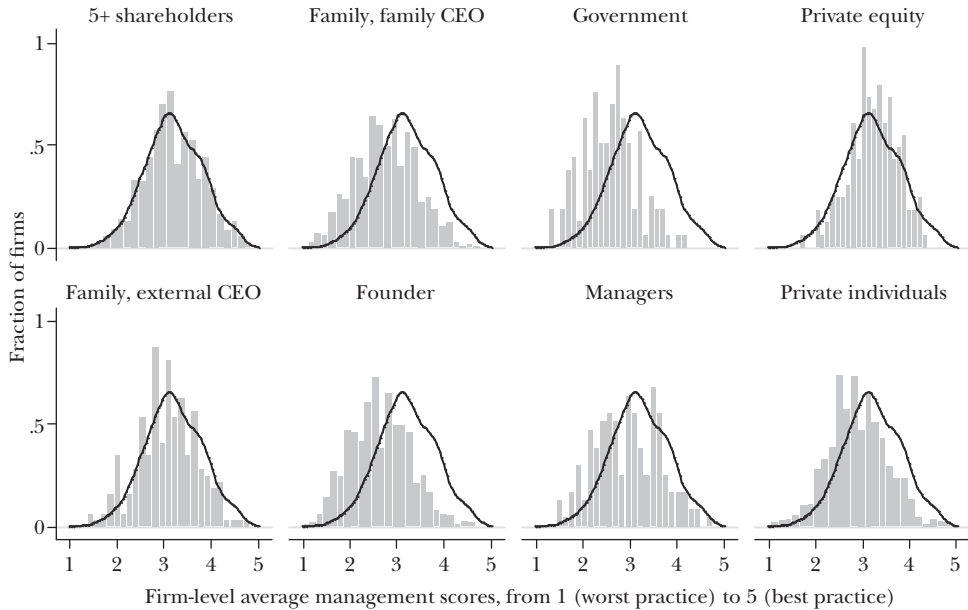 5+ shareholders
Family, family CEO
Government
Private equity
1
.5
0
Fraction of firms
Family, external CEO
Founder
Managers
Private individuals
1
.5
0
1 2 3 4 5
1 2 3 4 5
1 2 3 4 5
1 2 3 4 5
Firm-level average management scores, from 1 (worst practice) to 5 (best practice)